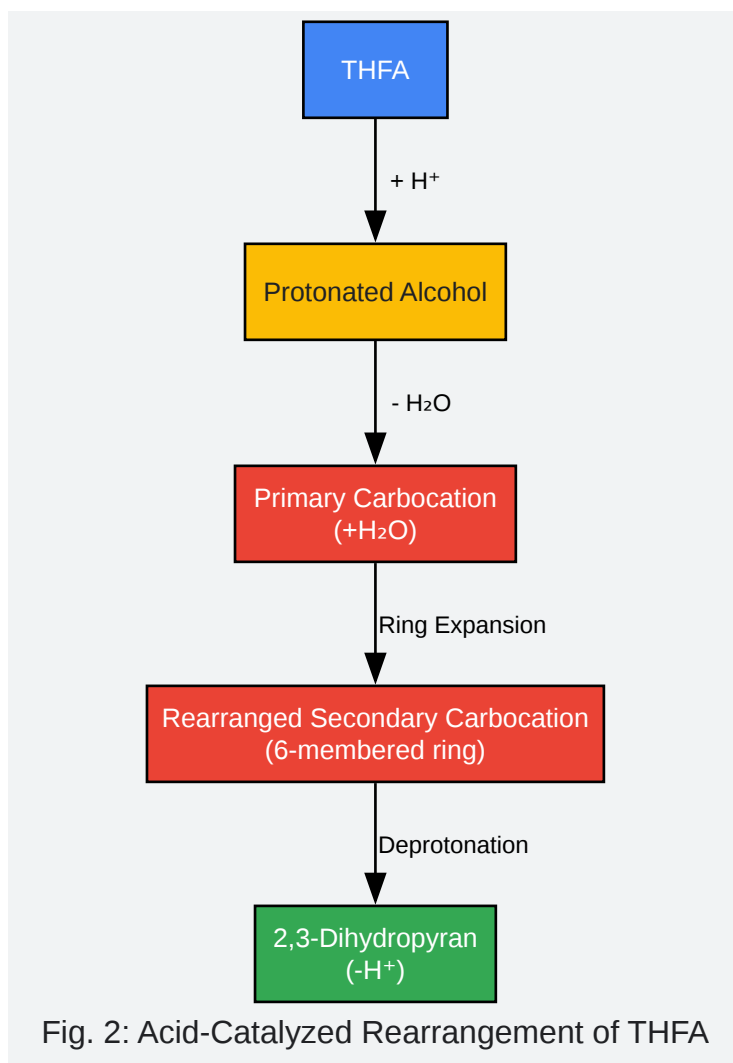 THFA
+ H⁺
Protonated Alcohol
- H₂O
Primary Carbocation
(+H₂O)
Ring Expansion
Rearranged Secondary Carbocation
(6-membered ring)
Deprotonation
2,3-Dihydropyran
(-H⁺)
Fig. 2: Acid-Catalyzed Rearrangement of THFA